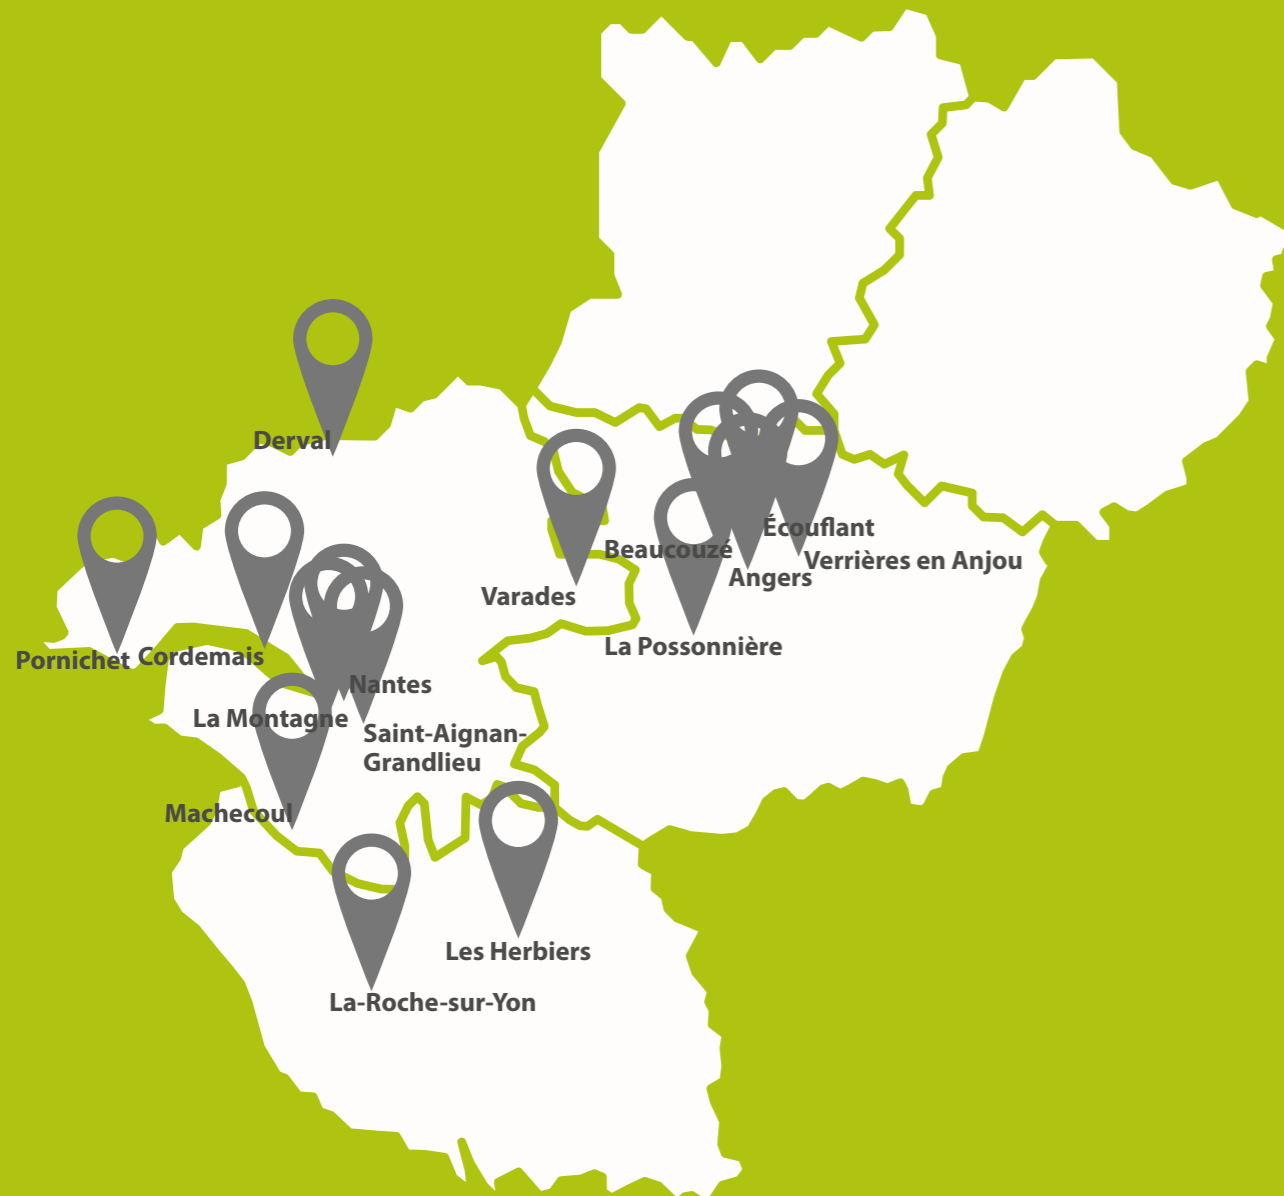 Derval
Écouflant
Beaucouzé
Verrières en Anjou
Angers
Varades
La Possonnière
Pornichet
Cordemais
Nantes
La Montagne
Saint-Aignan-
Grandlieu
Machecoul
Les Herbiers
La-Roche-sur-Yon